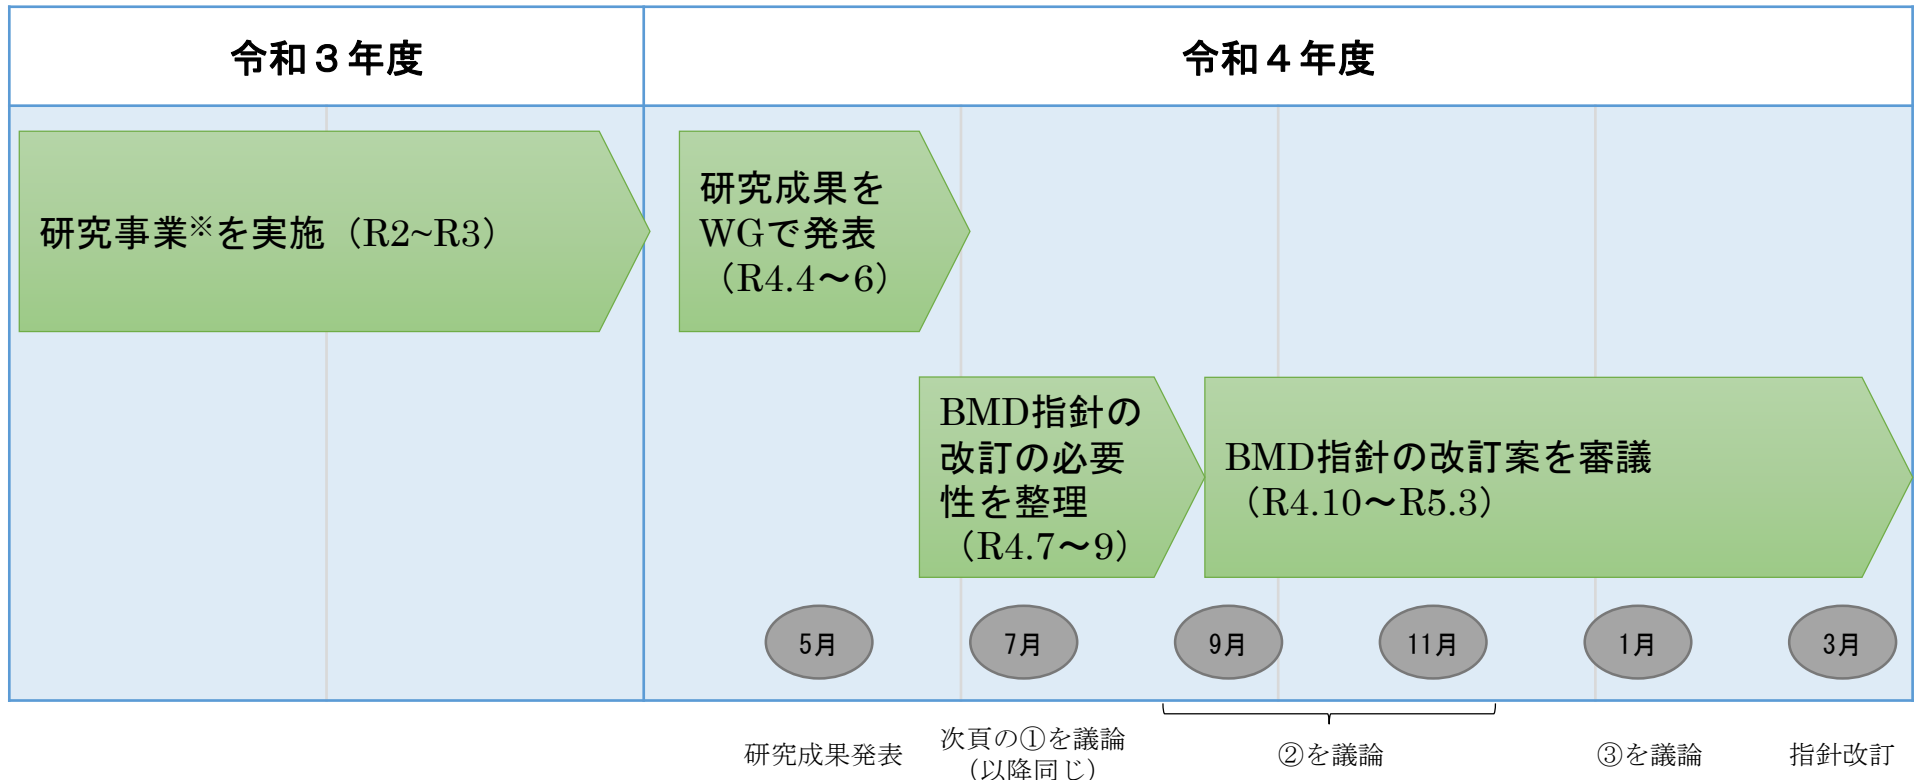 令和３年度
令和４年度
研究事業※を実施（R2~R3）
研究成果を
WGで発表
（R4.4～6）
BMD指針の
改訂の必要
性を整理
（R4.7～9）
BMD指針の改訂案を審議
（R4.10～R5.3）
5月
7月
9月
11月
1月
3月
研究成果発表
次頁の①を議論
（以降同じ）
②を議論
③を議論
指針改訂